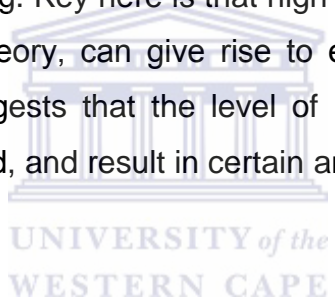 g. Key here is that high
eory, can give rise to e
ggests that the level of
d, and result in certain a
UNIVERSITY of the
WESTERN CAPE